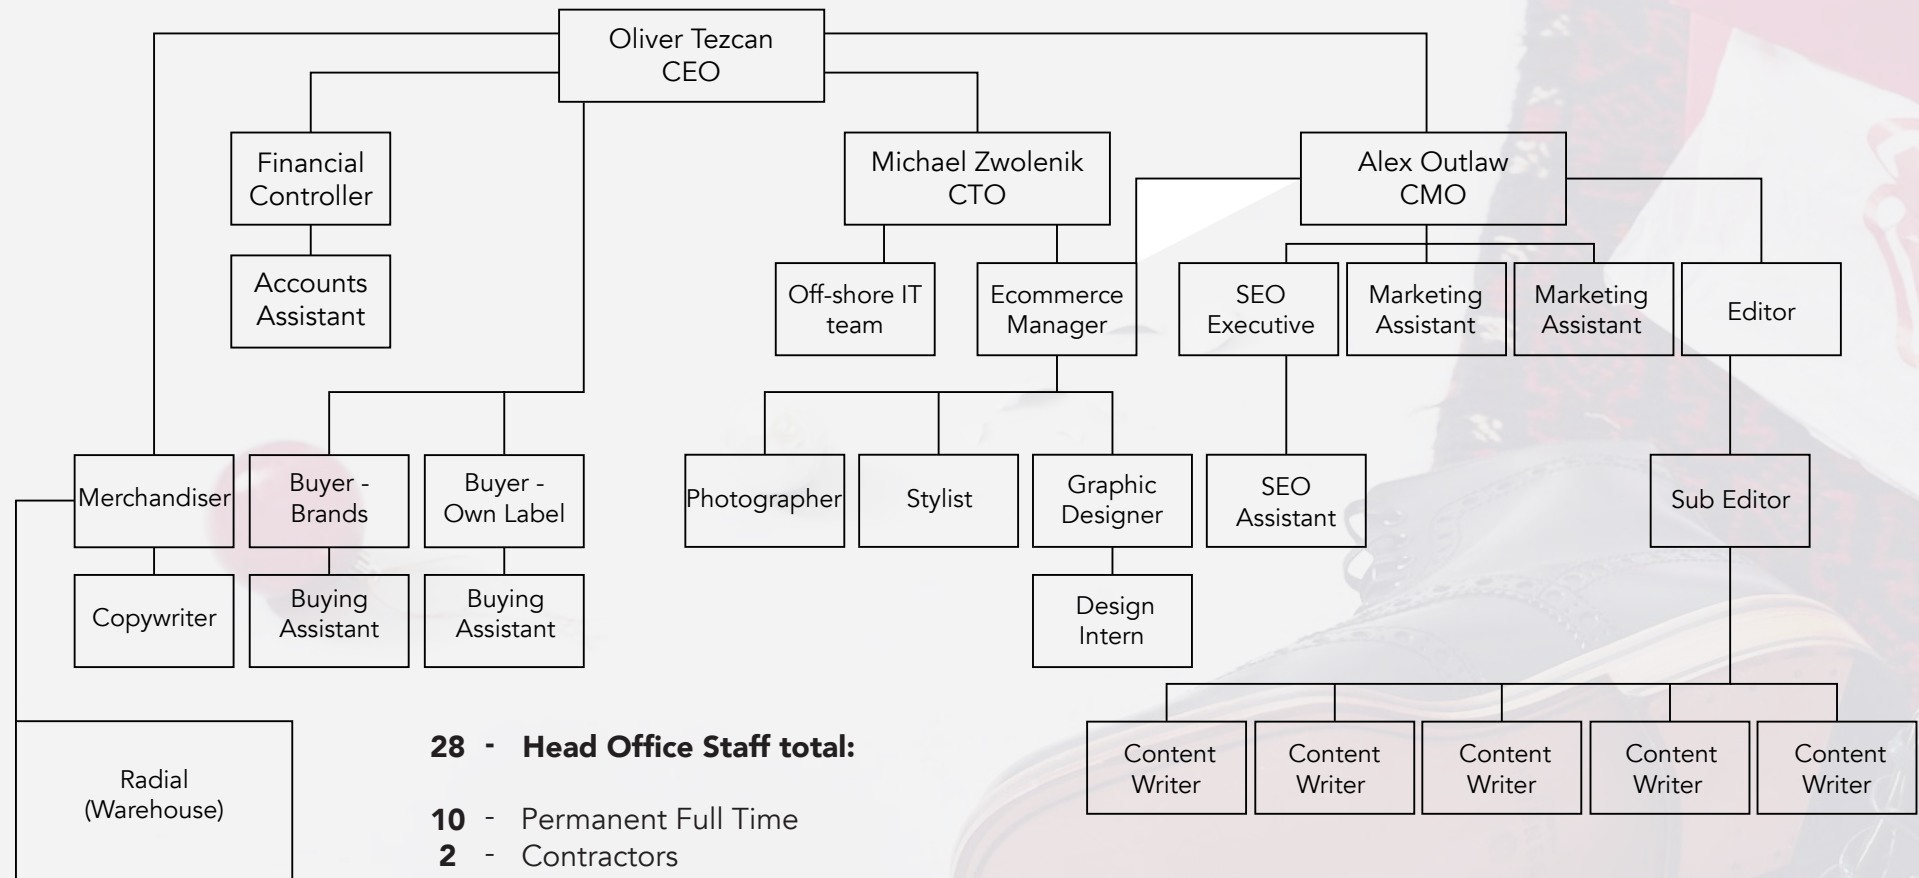 Oliver Tezcan
CEO
Financial
Controller
Michael Zwolenik
CTO
Alex Outlaw
CMO
Accounts
Assistant
Off-shore IT
team
Ecommerce
Manager
SEO
Executive
Marketing
Assistant
Marketing
Assistant
Editor
Merchandiser
Buyer -
Brands
Buyer -
Own Label
Photographer
Stylist
Graphic
Designer
SEO
Assistant
Sub Editor
Copywriter
Buying
Assistant
Buying
Assistant
Design
Intern
Content
Writer
Content
Writer
Content
Writer
Content
Writer
Content
Writer
Radial
(Warehouse)
28 - Head Office Staff total:
10 - Permanent Full Time
2 - Contractors